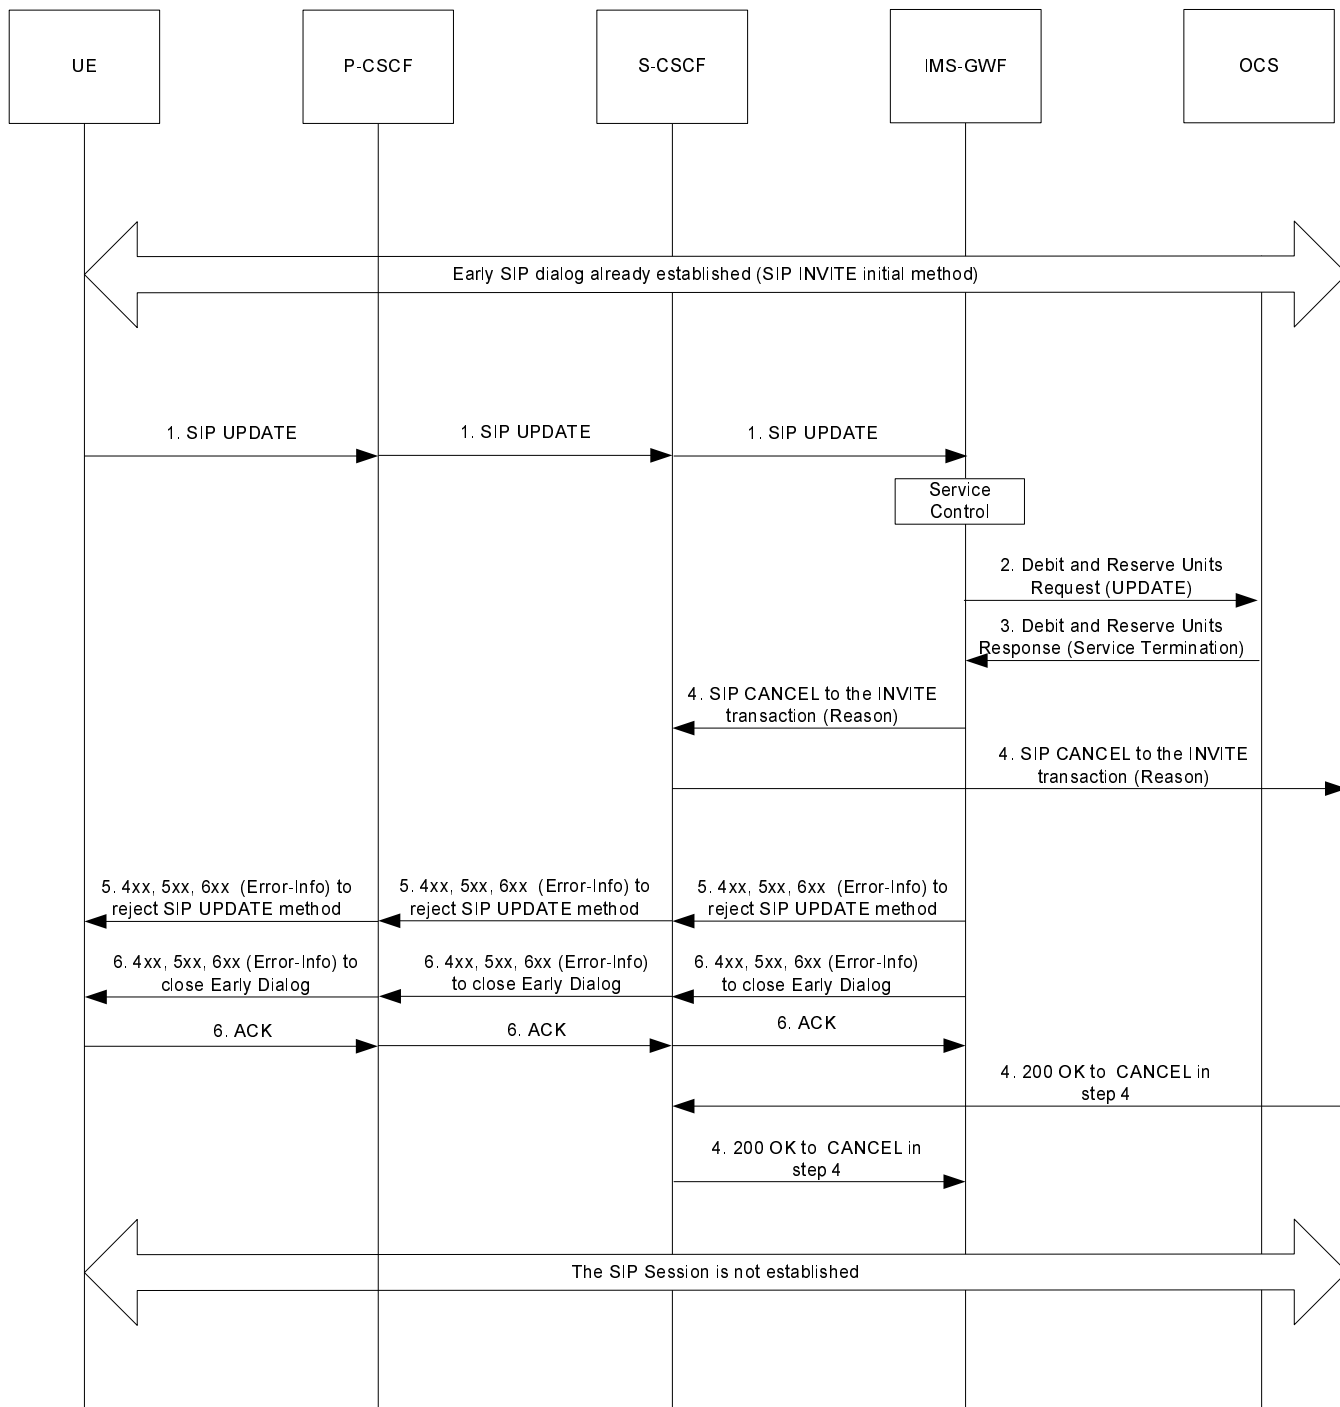 UE
P-CSCF
S-CSCF
IMS-GWF
OCS
Early SIP dialog already established (SIP INVITE initial method)
1. SIP UPDATE
1. SIP UPDATE
1. SIP UPDATE
Service
Control
2. Debit and Reserve Units
Request (UPDATE)
3. Debit and Reserve Units
Response (Service Termination)
4. SIP CANCEL to the INVITE
transaction (Reason)
4. SIP CANCEL to the INVITE
transaction (Reason)
5. 4xx, 5xx, 6xx (Error-Info) to
reject SIP UPDATE method
5. 4xx, 5xx, 6xx (Error-Info) to
reject SIP UPDATE method
5. 4xx, 5xx, 6xx (Error-Info) to
reject SIP UPDATE method
6. 4xx, 5xx, 6xx (Error-Info) to
close Early Dialog
6. 4xx, 5xx, 6xx (Error-Info)
to close Early Dialog
6. 4xx, 5xx, 6xx (Error-Info)
to close Early Dialog
6. ACK
6. ACK
6. ACK
4. 200 OK to CANCEL in
step 4
4. 200 OK to CANCEL in
step 4
The SIP Session is not established